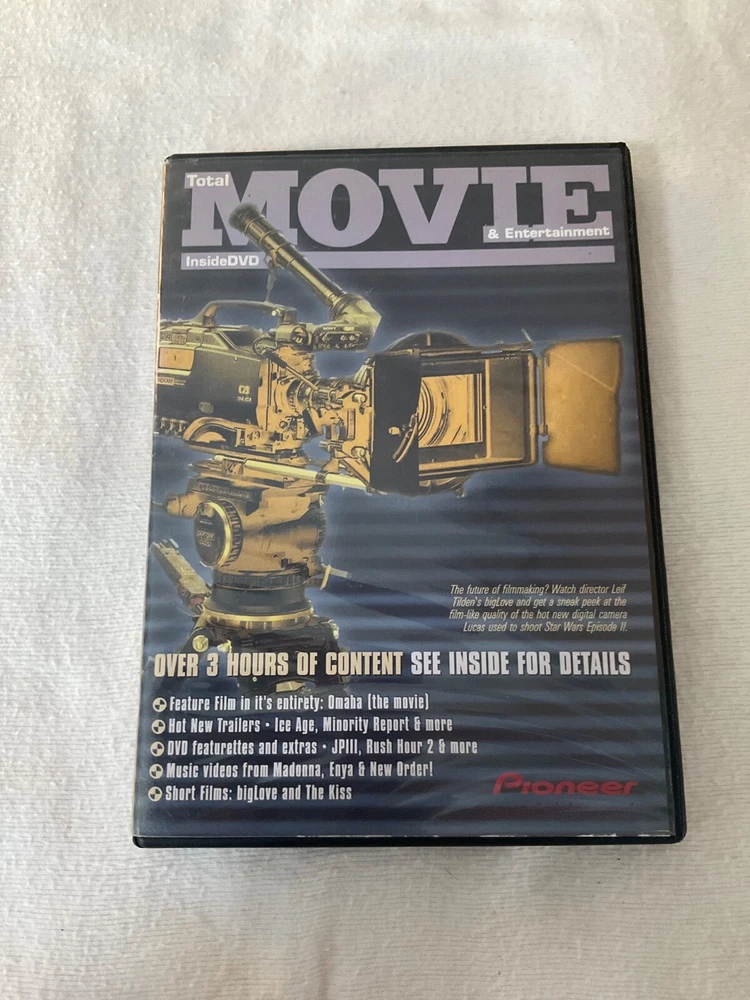 Total
MOVIE
& Entertainment
InsideDVD
SONY
The future of filmmaking? Watch director Leif
Tilden's bigLove and get a sneak peek at the
film-like quality of the hot new digital camera
Lucas used to shoot Star Wars Episode II.
OVER 3 HOURS OF CONTENT SEE INSIDE FOR DETAILS
Feature Film in it's entirety: Omaha (the movie)
Hot New Trailers • Ice Age, Minority Report & more
DVD featurettes and extras • JPIII, Rush Hour 2 & more
Music videos from Madonna, Enya & New Order!
Short Films: bigLove and The Kiss
Pioneer